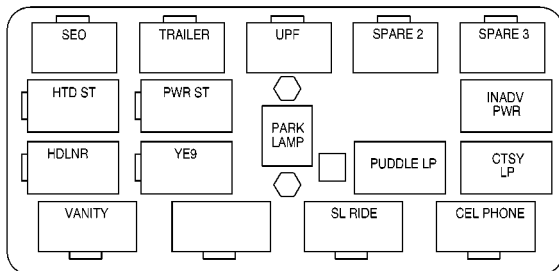 SEO
TRAILER
UPF
SPARE 2
SPARE 3
HTD ST
PWR ST
INADV
PWR
PARK
LAMP
HDLNR
YE9
PUDDLE LP
CTSY
LP
VANITY
SL RIDE
CEL PHONE